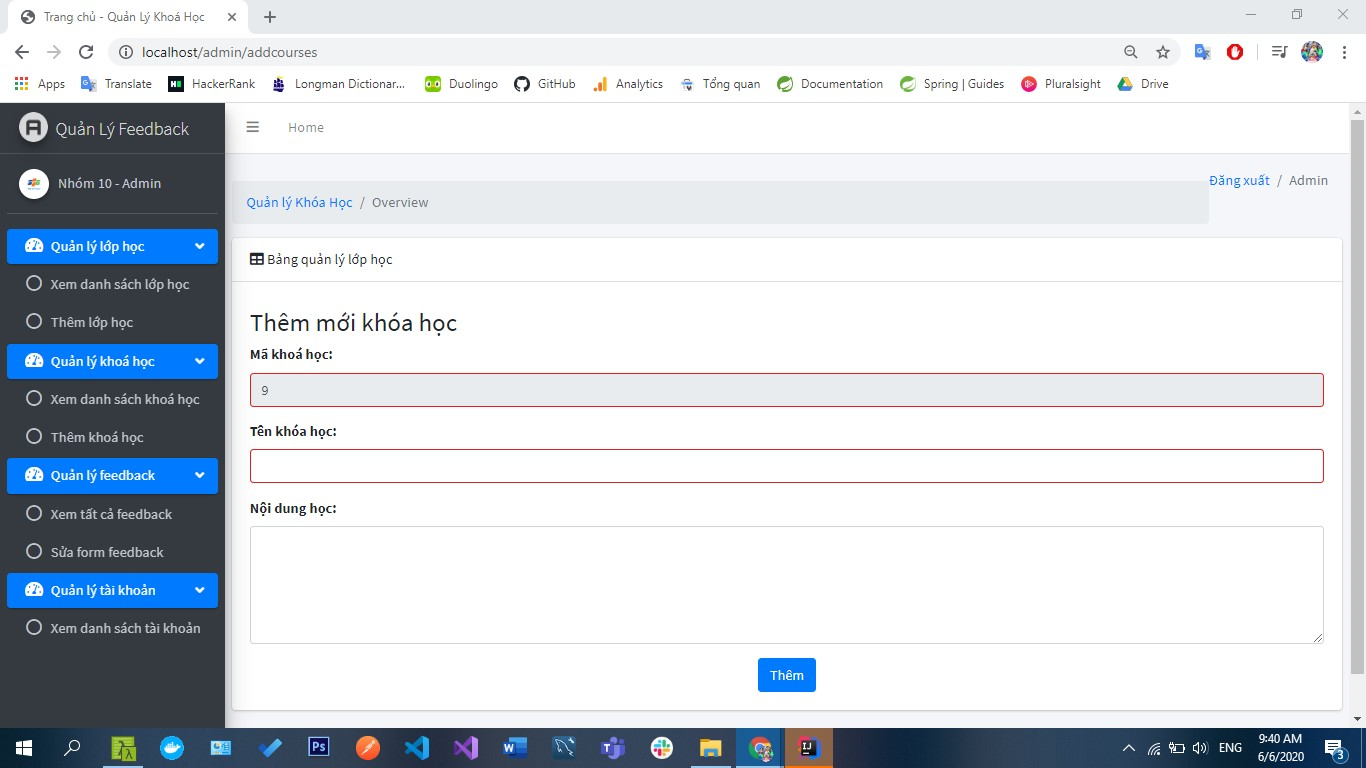 Trang chủ - Quản Lý Khoá Học
localhost/admin/addcourses
Apps Translate HackerRank Longman Dictionar... Duolingo GitHub Analytics Tổng quan Documentation Spring | Guides Pluralsight Drive
Quản Lý Feedback
Nhóm 10 - Admin
Quản lý lớp học
Xem danh sách lớp học
Thêm lớp học
Quản lý khoá học
Xem danh sách khoá học
Thêm khoá học
Quản lý feedback
Xem tất cả feedback
Sửa form feedback
Quản lý tài khoản
Xem danh sách tài khoản
Home
Đăng xuất / Admin
Quản lý Khóa Học / Overview
Bảng quản lý lớp học
Thêm mới khóa học
Mã khoá học:
9
Tên khóa học:
Nội dung học:
Thêm
ENG
9:40 AM
6/6/2020
3